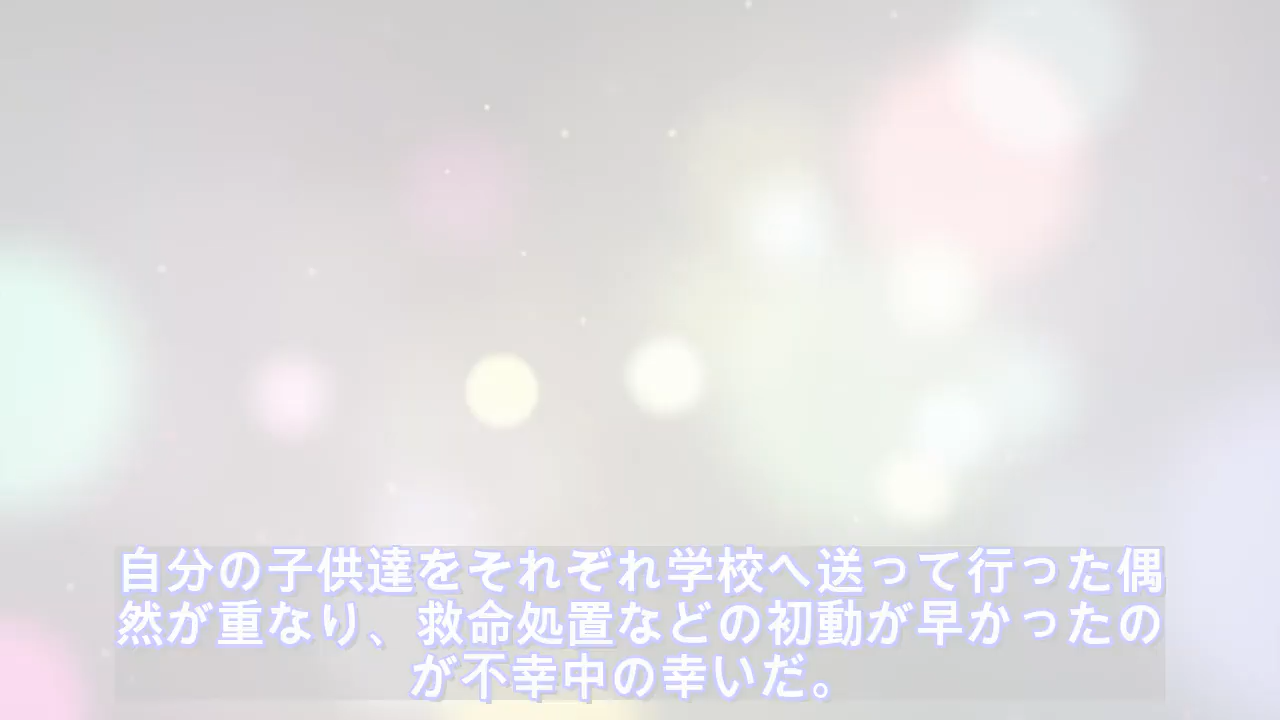 自分の子供達をそれぞれ学校へ送って行った偶
然が重なり、救命処置などの初動が早かったの
が不幸中の幸いだ。